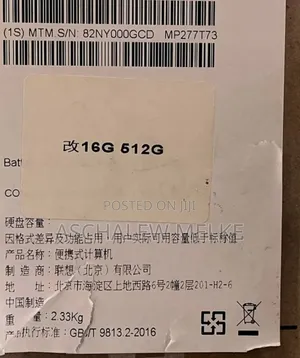 (1S) MTM.S/N: 82NY000GCD MP277T73
改16G 512G
Bat
CO
POSTED ON jiji
ASCHALEW MELKE
硬盘容量:
因格式差异及功能占用,用户实际可用容量低于标称值
产品名称: 便携式计算机
制 造 商: 联想(北京)有限公司
地 址: 北京市海淀区上地西路6号2幢2层201-H2-6
中国制造
重 量: 2.33Kg
产品执行标准: GB/T 9813.2-2016